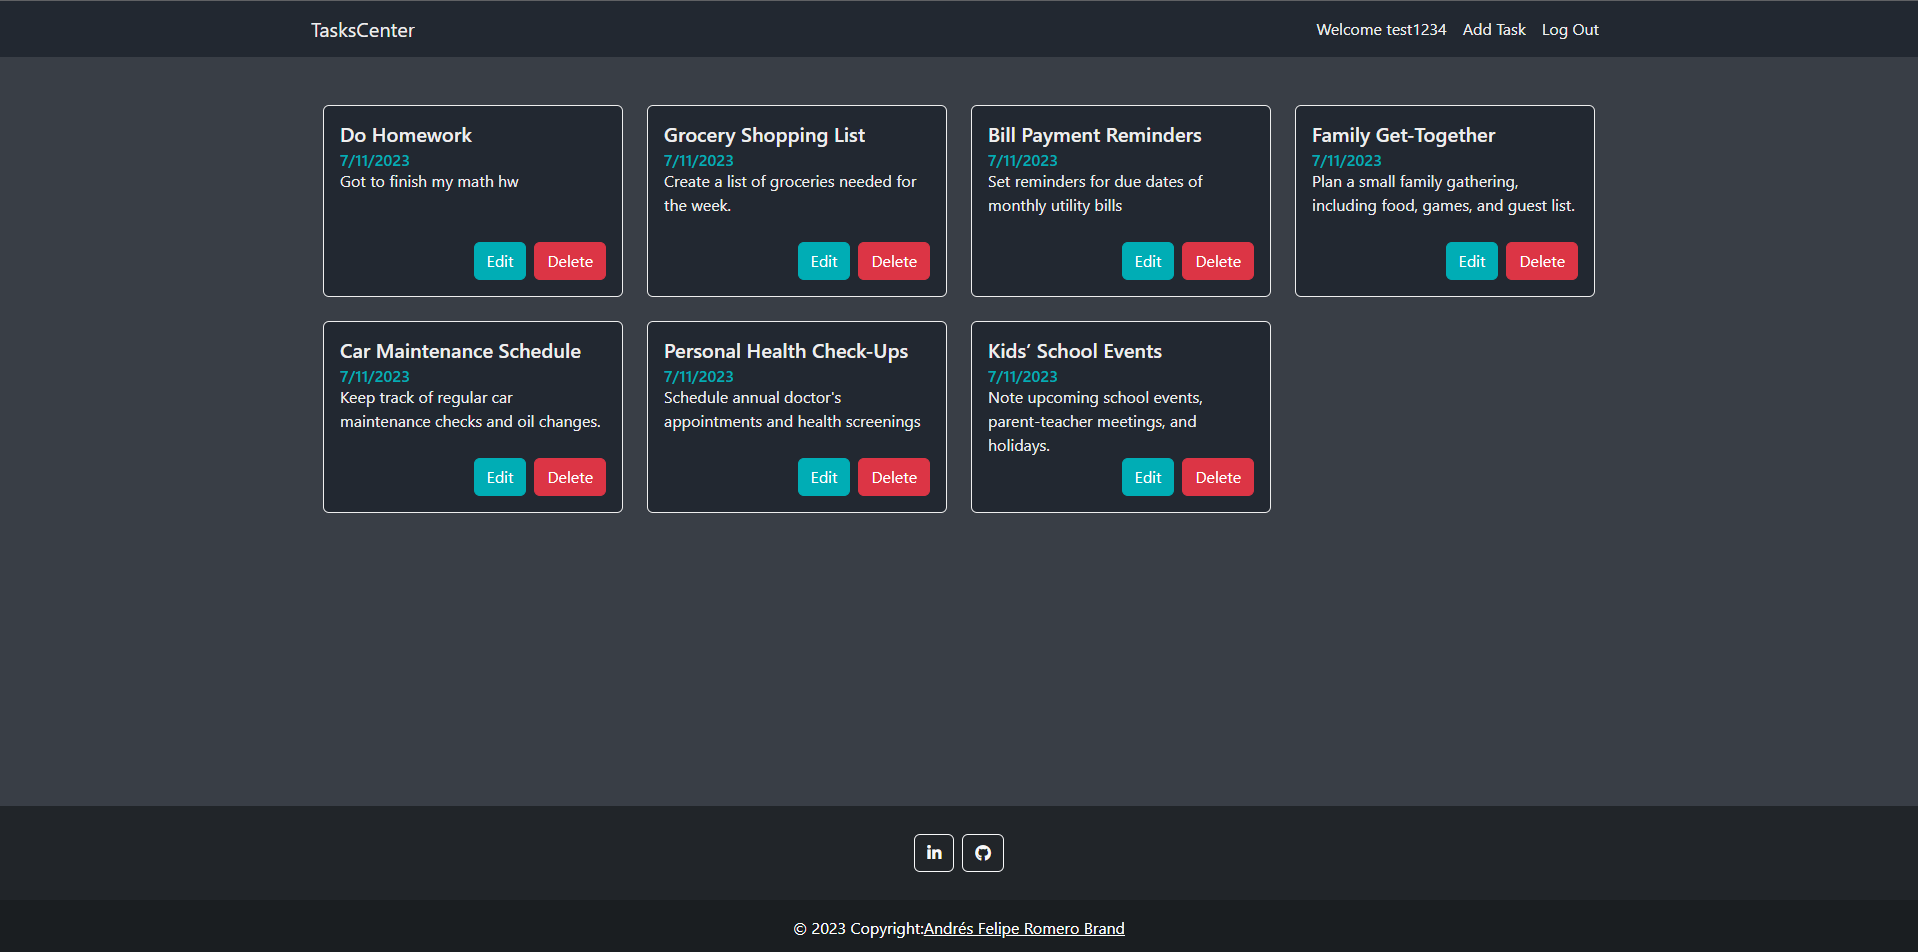 TasksCenter
Welcome test1234 Add Task Log Out
Do Homework
7/11/2023
Got to finish my math hw
Edit Delete
Grocery Shopping List
7/11/2023
Create a list of groceries needed for
the week.
Edit Delete
Bill Payment Reminders
7/11/2023
Set reminders for due dates of
monthly utility bills
Edit Delete
Family Get-Together
7/11/2023
Plan a small family gathering,
including food, games, and guest list.
Edit Delete
Car Maintenance Schedule
7/11/2023
Keep track of regular car
maintenance checks and oil changes.
Edit Delete
Personal Health Check-Ups
7/11/2023
Schedule annual doctor's
appointments and health screenings
Edit Delete
Kids’ School Events
7/11/2023
Note upcoming school events,
parent-teacher meetings, and
holidays.
Edit Delete
in
© 2023 Copyright:Andrés Felipe Romero Brand